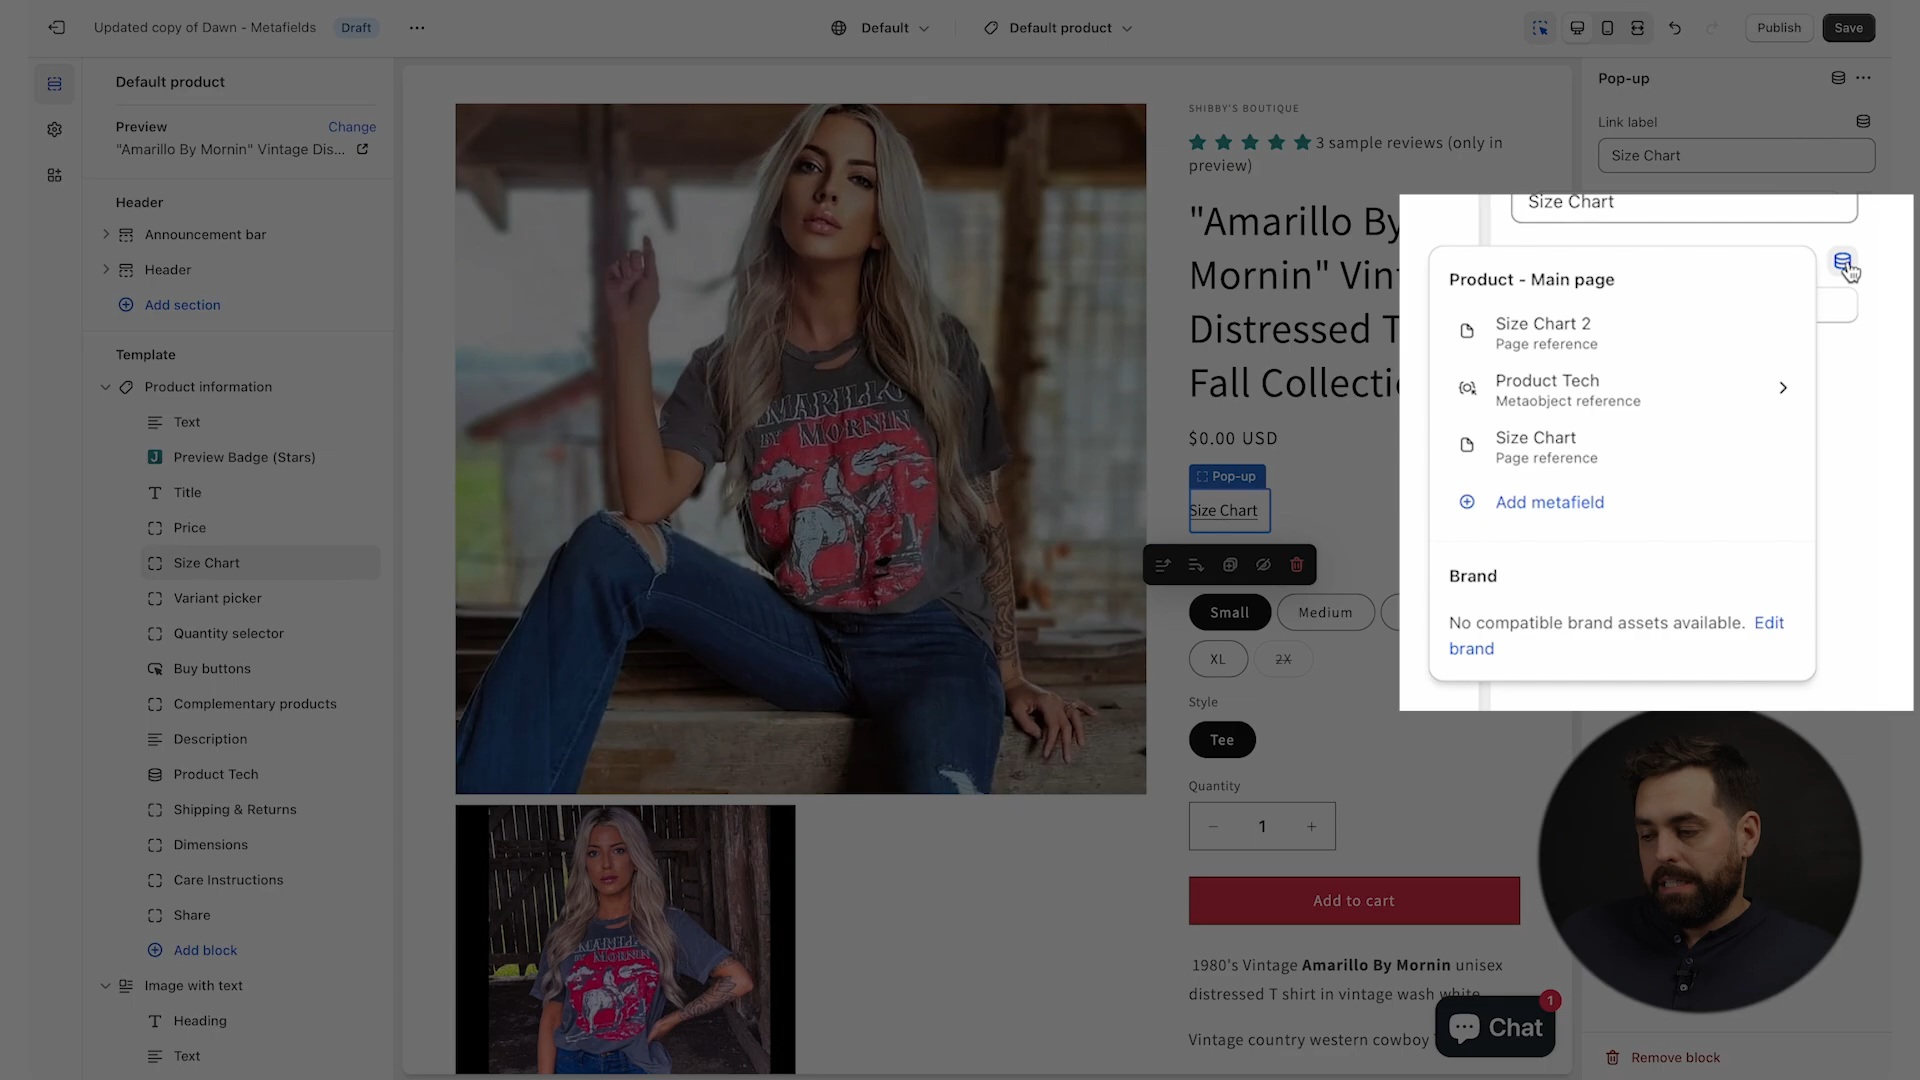 Updated copy of Dawn - Metafields
Draft
Default
Default product
Publish
Save
Default product
Preview
Change
"Amarillo By Mornin" Vintage Dis...
Header
Announcement bar
Header
Add section
Template
Product information
Text
Preview Badge (Stars)
Title
Price
Size Chart
Variant picker
Quantity selector
Buy buttons
Complementary products
Description
Product Tech
Shipping & Returns
Dimensions
Care Instructions
Share
Add block
Image with text
Heading
Text
AMARILLO
BY MORNIN
SHIBBY'S BOUTIQUE
3 sample reviews (only in
preview)
"Amarillo By
Mornin" Vin
Distressed T
Fall Collecti
$0.00 USD
Pop-up
Size Chart
Small
Medium
XL
2X
Style
Tee
Quantity
1
Add to cart
1980's Vintage Amarillo By Mornin unisex
distressed T shirt in vintage wash white
Vintage country western cowboy
1
Chat
Pop-up
Link label
Size Chart
Size Chart
Product - Main page
Size Chart 2
Page reference
Product Tech
Metaobject reference
Size Chart
Page reference
Add metafield
Brand
No compatible brand assets available. Edit
brand
Remove block